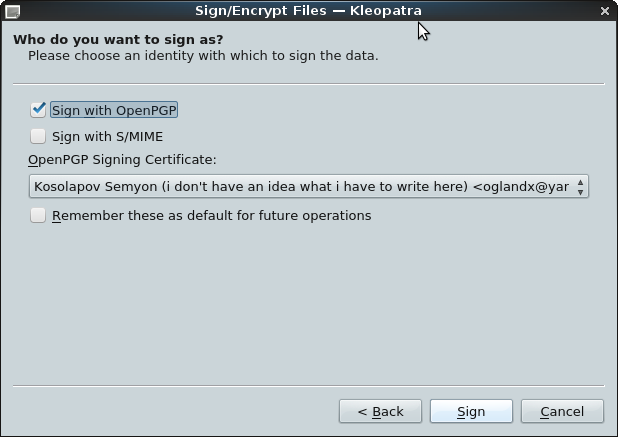 Sign/Encrypt Files — Kleopatra
Who do you want to sign as?
Please choose an identity with which to sign the data.
Sign with OpenPGP
Sign with S/MIME
OpenPGP Signing Certificate:
Kosolapov Semyon (i don't have an idea what i have to write here) <oglandx@yar
Remember these as default for future operations
< Back
Sign
Cancel